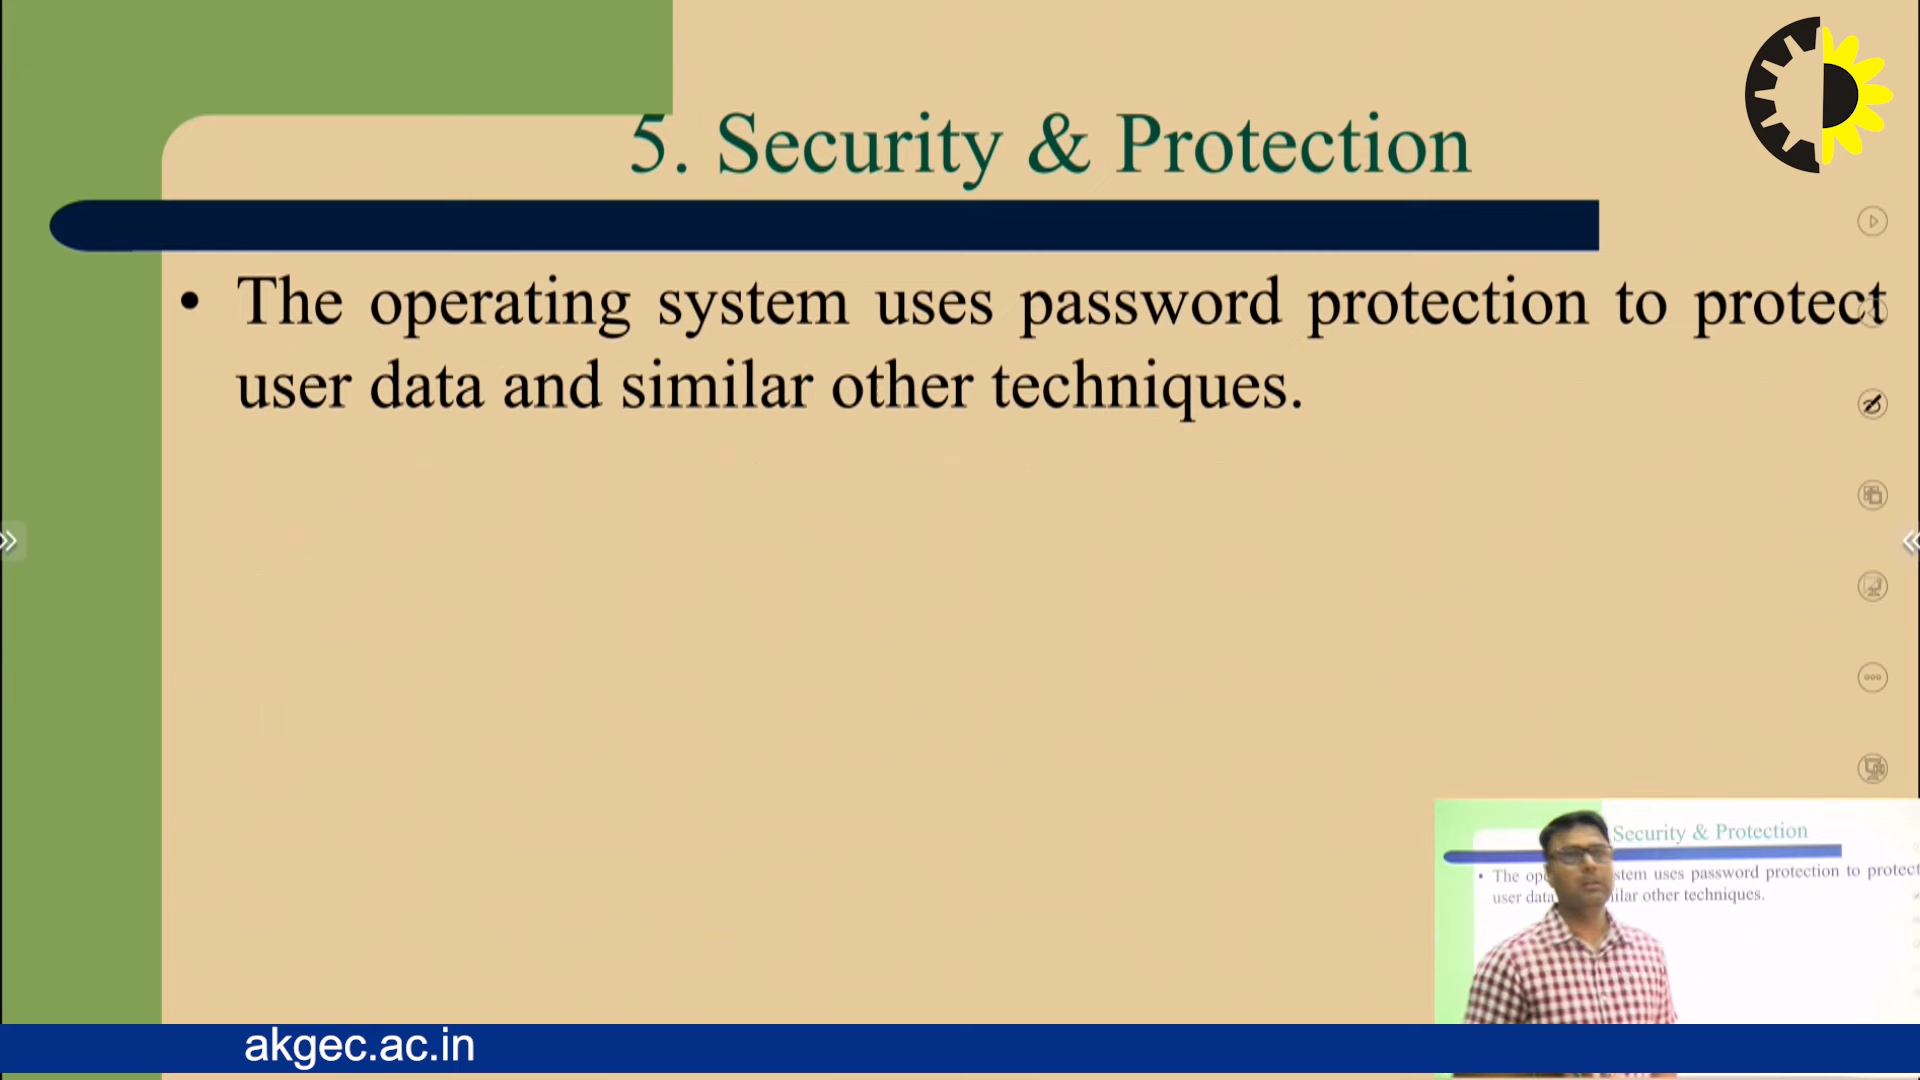 5. Security & Protection
• The operating system uses password protection to protect
user data and similar other techniques.
Security & Protection
• The op stem uses password protection to protect
user data ilar other techniques.
akgec.ac.in